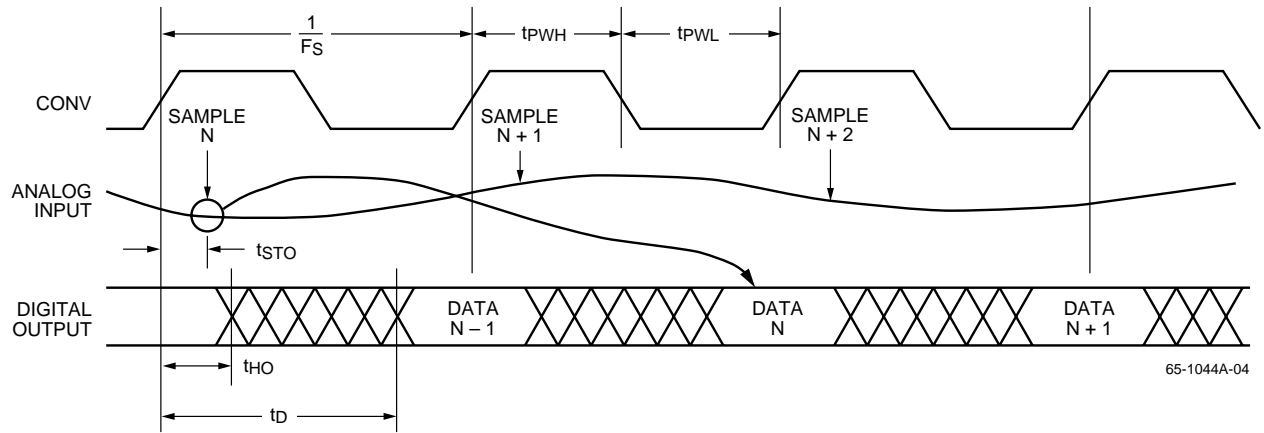 1
FS
tPWH
tPWL
CONV
SAMPLE
N
SAMPLE
N + 1
SAMPLE
N + 2
ANALOG
INPUT
tSTO
DIGITAL
OUTPUT
DATA
N – 1
DATA
N
DATA
N + 1
tHO
65-1044A-04
tD